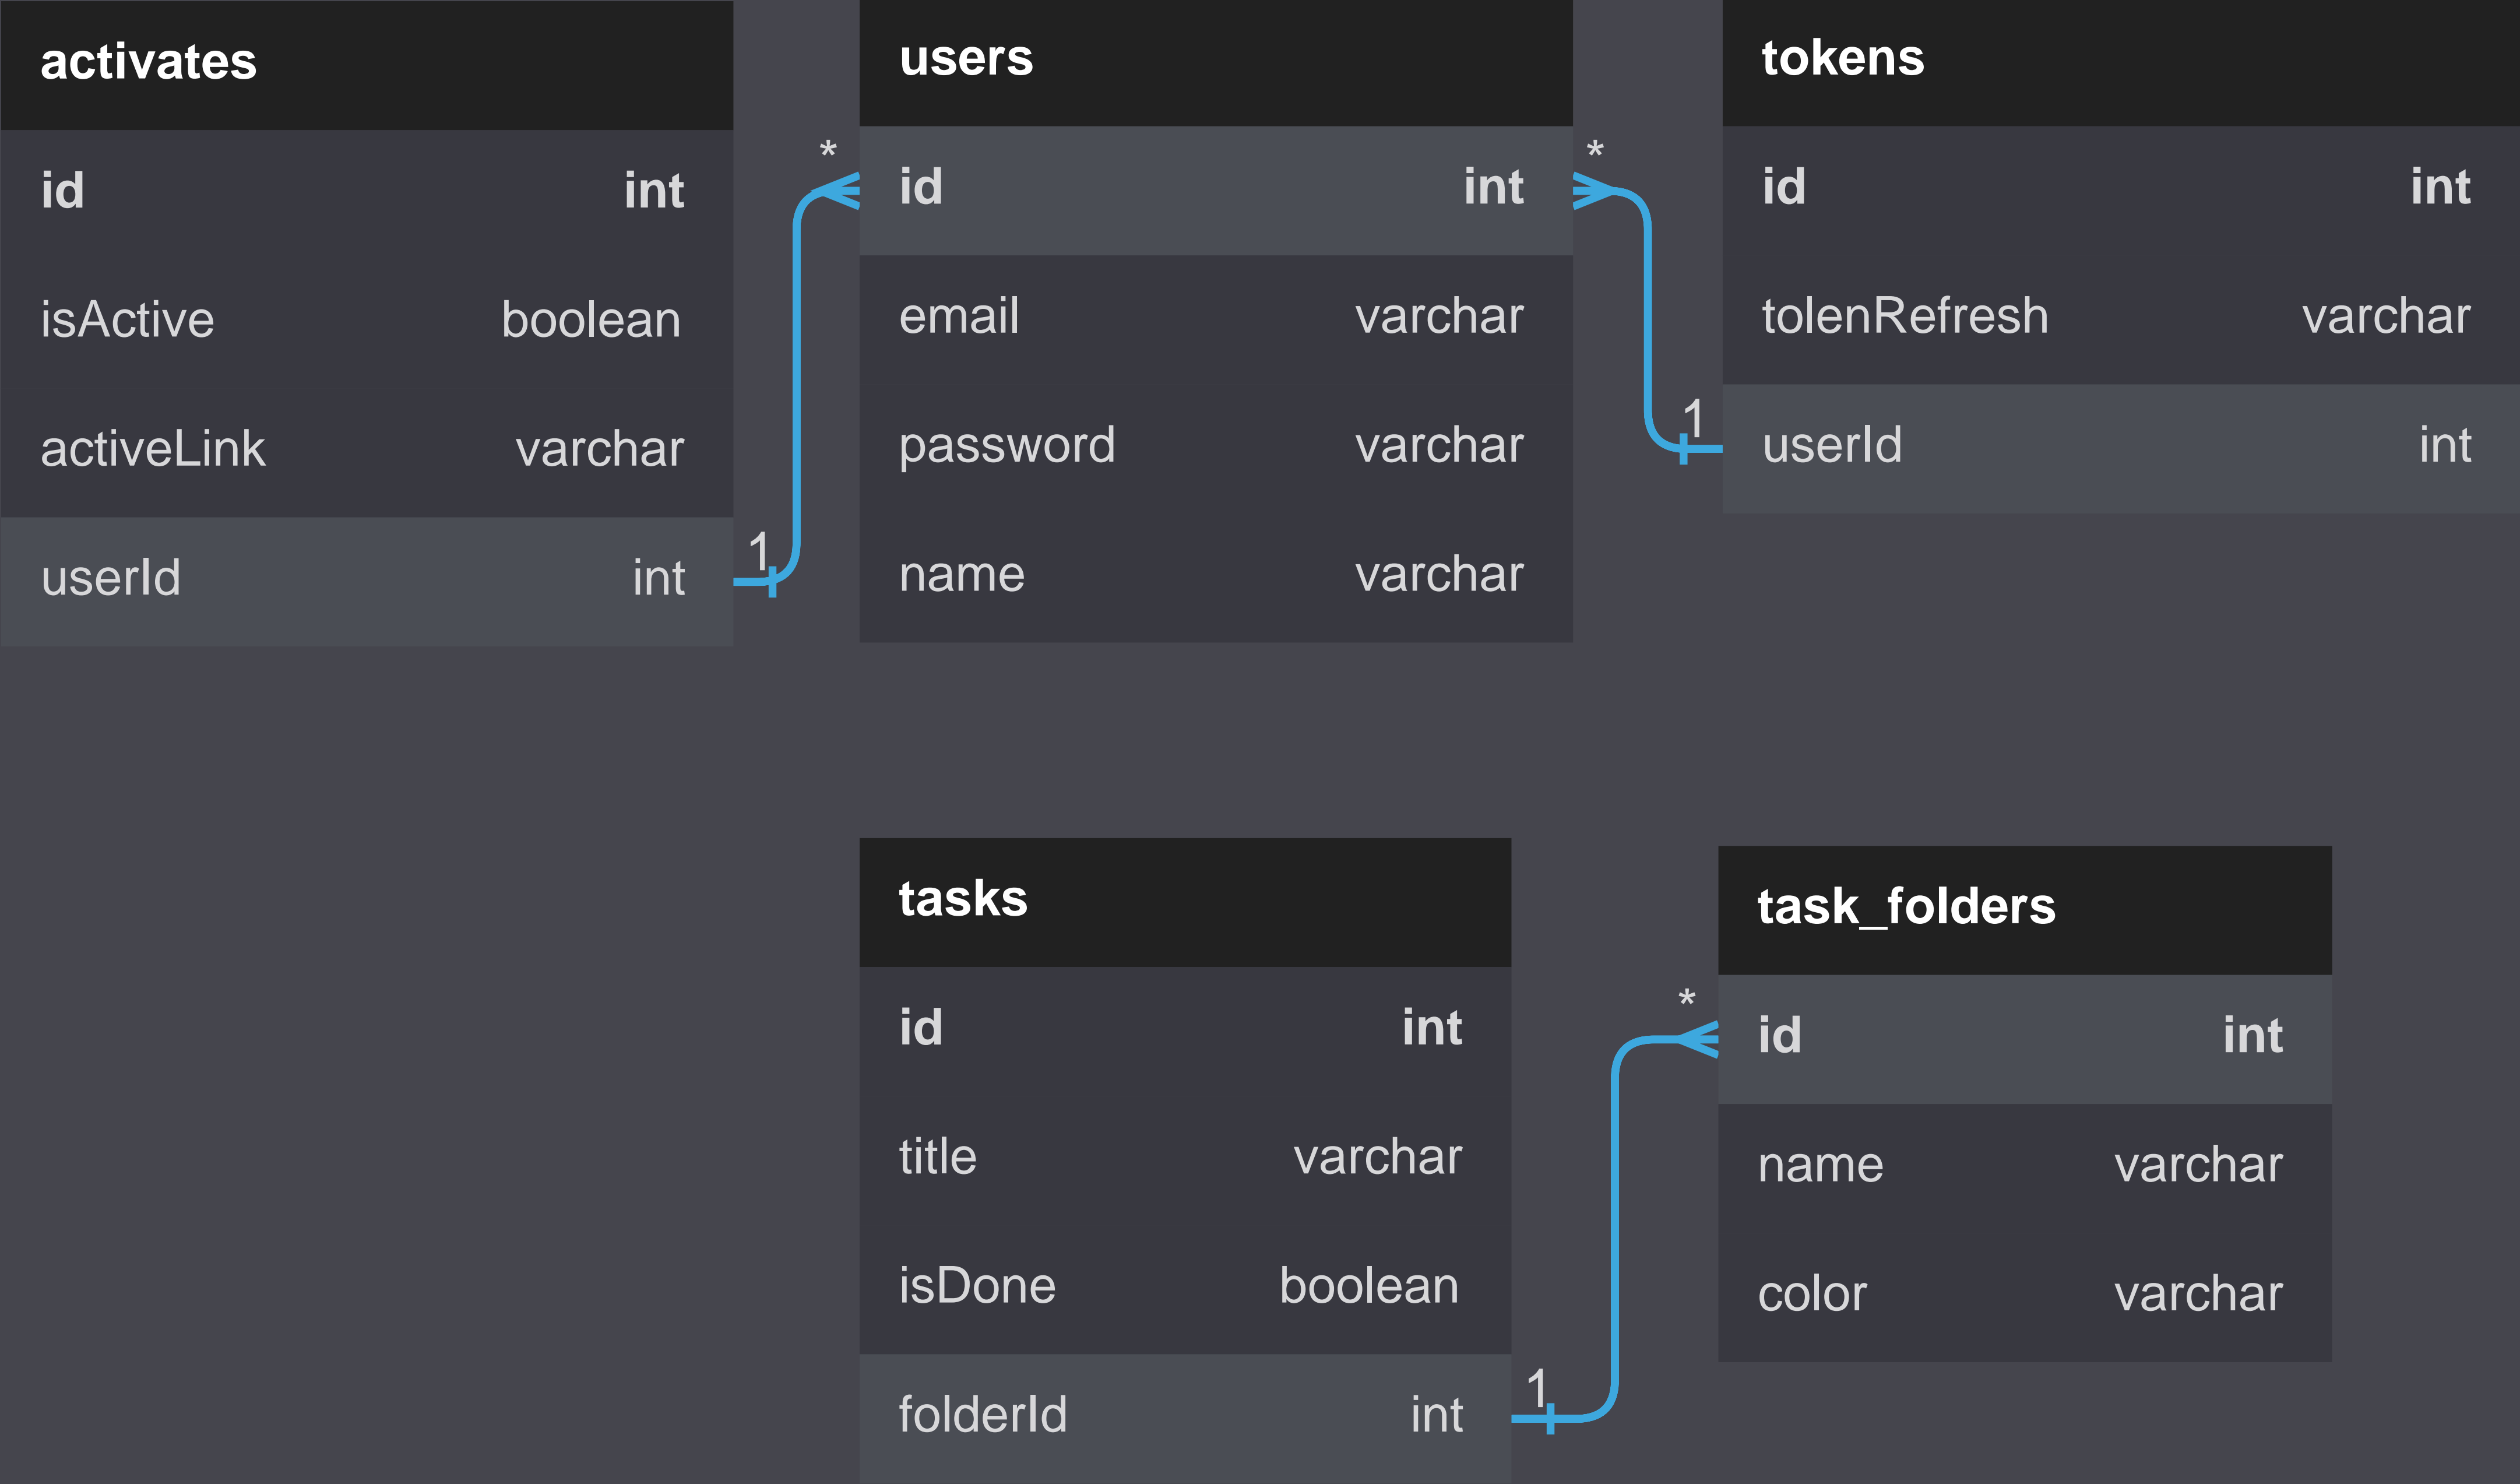 activates
id int
isActive boolean
activeLink varchar
userId int
1
*
users
id int
email varchar
password varchar
name varchar
*
1
tokens
id int
tolenRefresh varchar
userId int
tasks
id int
title varchar
isDone boolean
folderId int
1
*
task_folders
id int
name varchar
color varchar